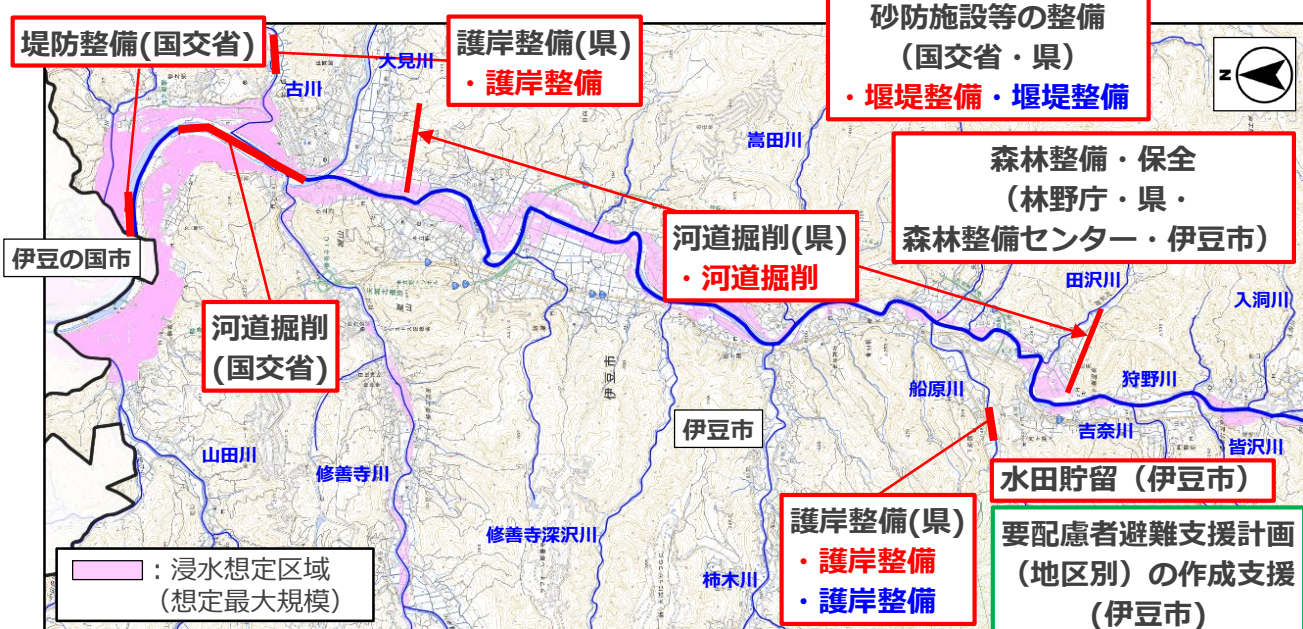 堤防整備(国交省)
護岸整備(県)
・護岸整備
砂防施設等の整備
(国交省・県)
・堰堤整備・堰堤整備
N
古川
大見川
嵩田川
森林整備・保全
(林野庁・県・
森林整備センター・伊豆市)
伊豆の国市
河道掘削(県)
・河道掘削
田沢川
入洞川
河道掘削
(国交省)
伊豆市
船原川
狩野川
伊豆市
吉奈川
皆沢川
山田川
修善寺川
水田貯留(伊豆市)
修善寺深沢川
護岸整備(県)
・護岸整備
・護岸整備
柿木川
要配慮者避難支援計画
(地区別)の作成支援
(伊豆市)
:浸水想定区域
(想定最大規模)